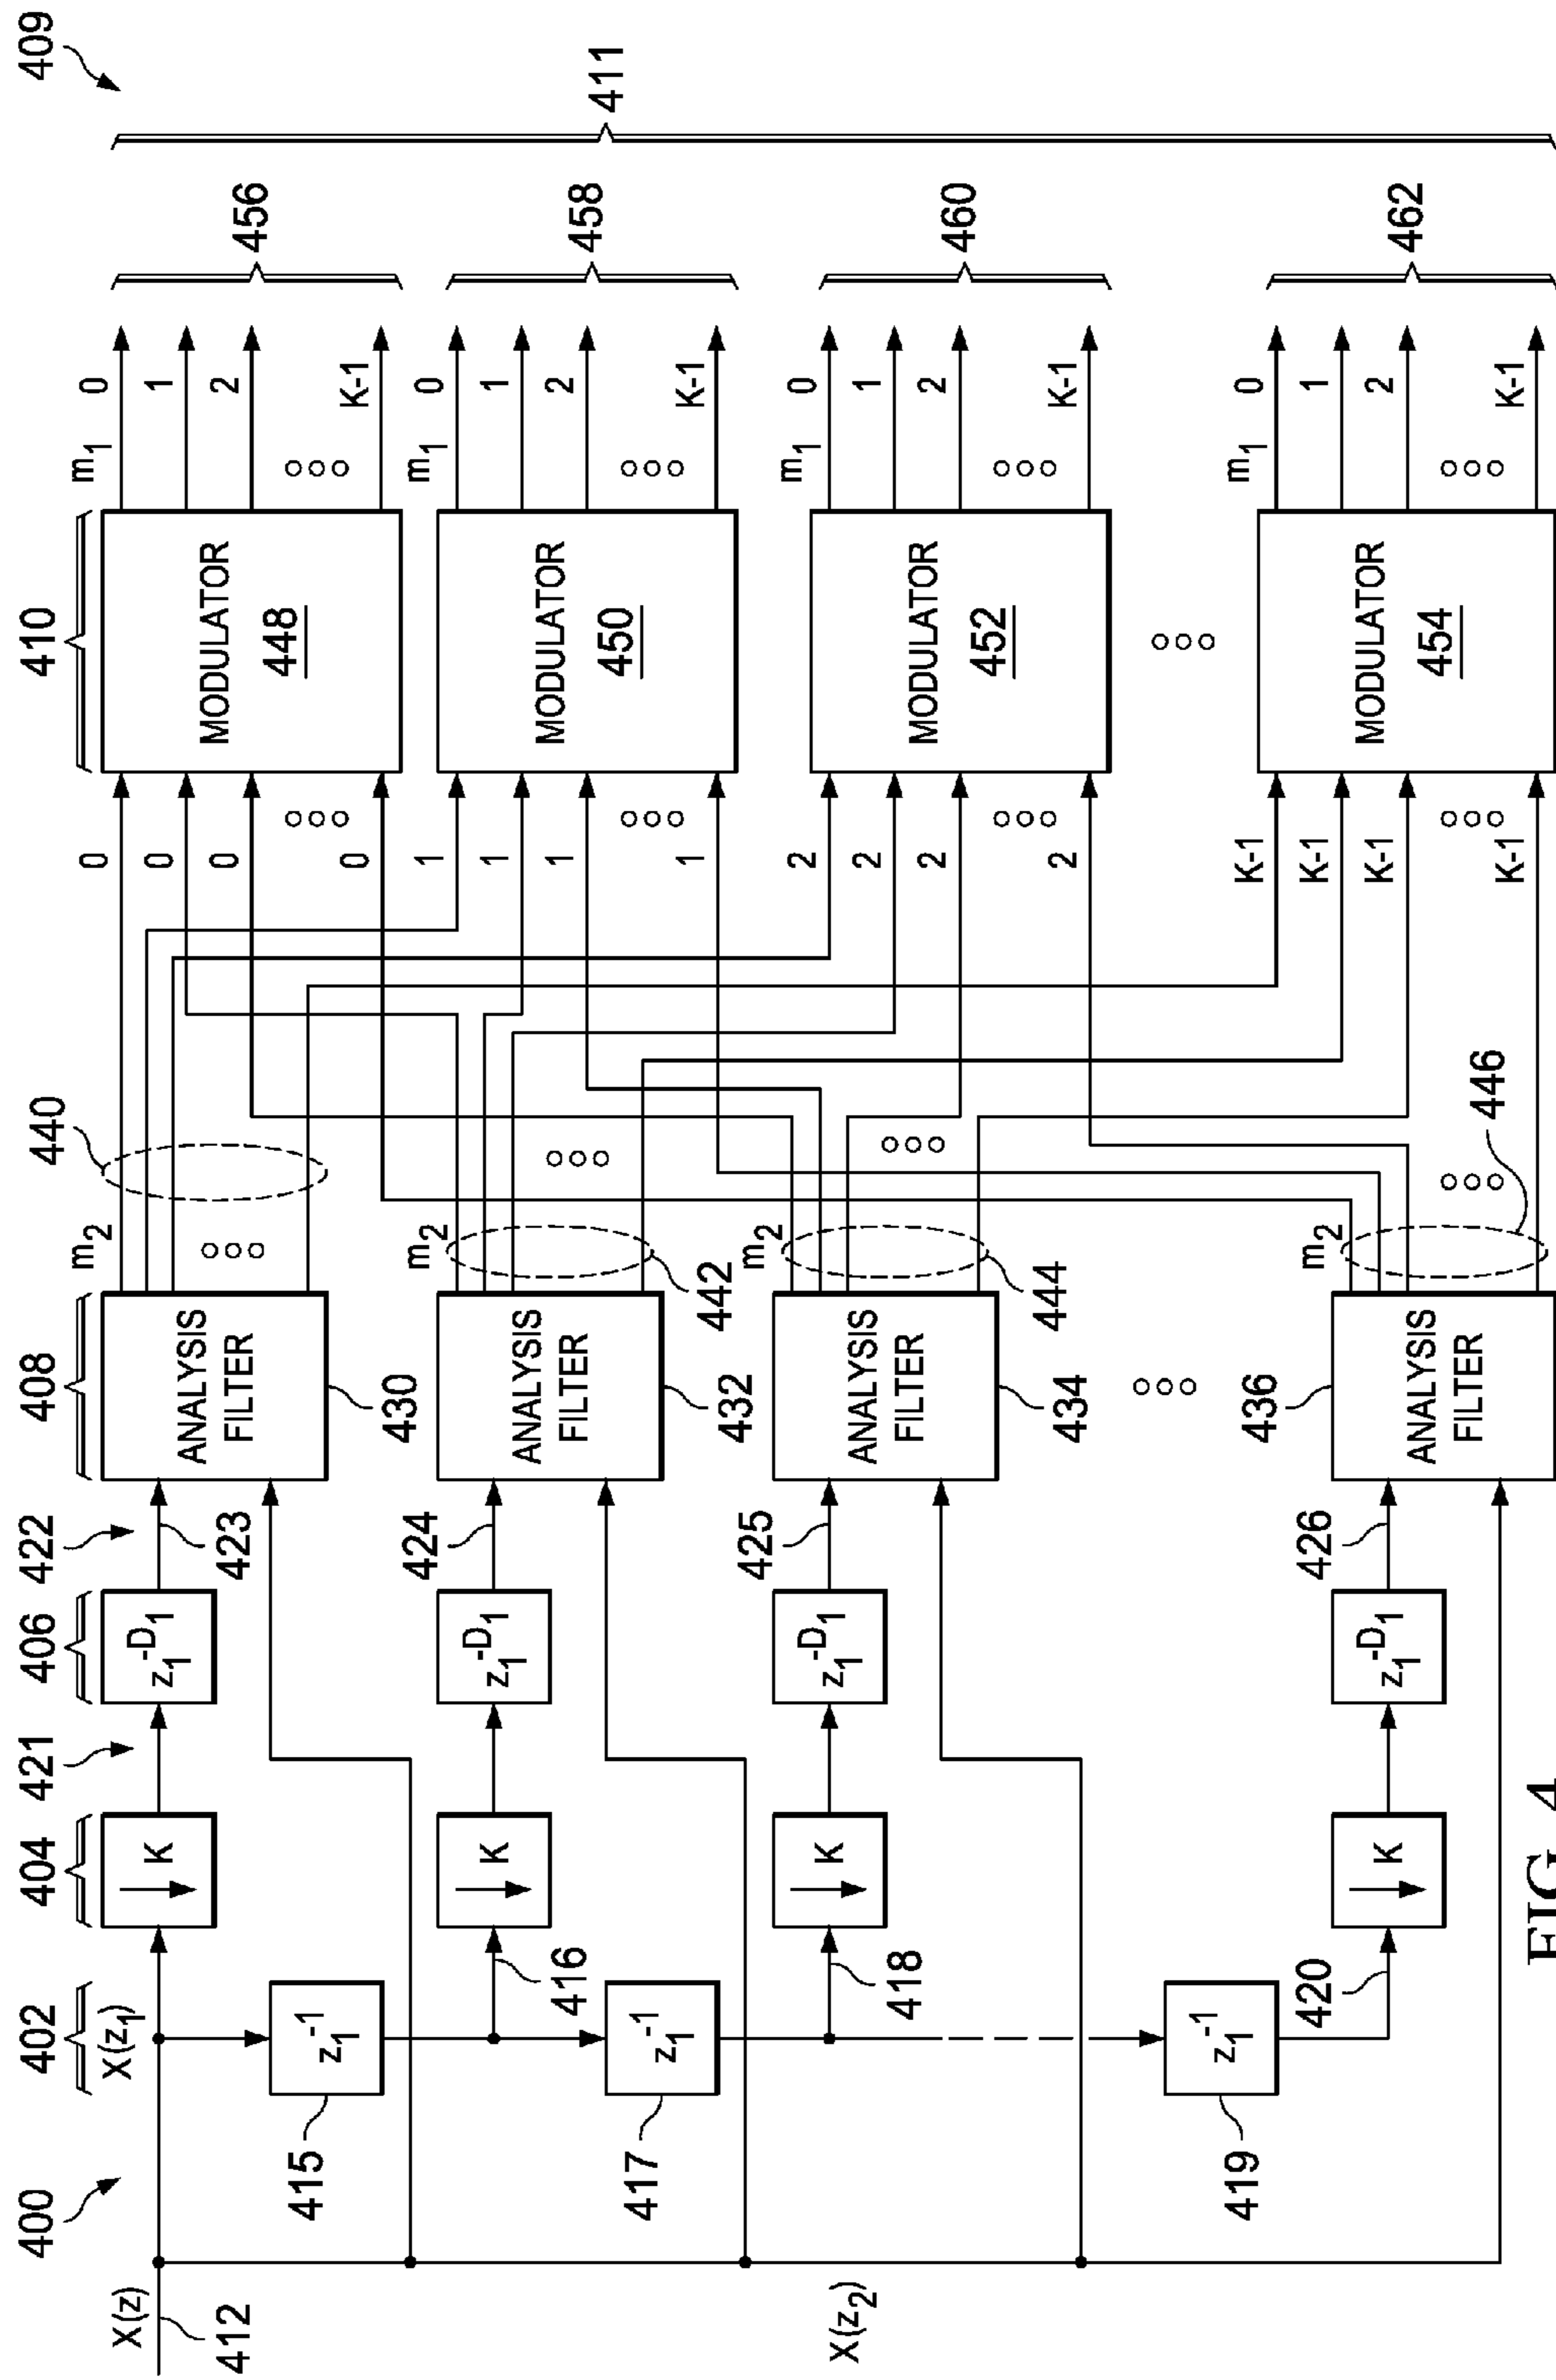 409
411
456
458
460
462
m1 0
1
2
K-1
m1 0
1
2
K-1
m1 0
1
2
K-1
m1 0
1
2
K-1
410
MODULATOR
448
MODULATOR
450
MODULATOR
452
MODULATOR
454
0
0
0
0
1
1
1
1
2
2
2
2
K-1
K-1
K-1
K-1
440
442
444
446
m2
m2
m2
m2
408
ANALYSIS
FILTER
430
ANALYSIS
FILTER
432
ANALYSIS
FILTER
434
ANALYSIS
FILTER
436
422
423
424
425
426
406
z1^-D1
z1^-D1
z1^-D1
z1^-D1
421
404
K
K
K
K
416
418
420
402
X(z1)
z1^-1
z1^-1
z1^-1
415
417
419
400
X(z)
412
X(z2)